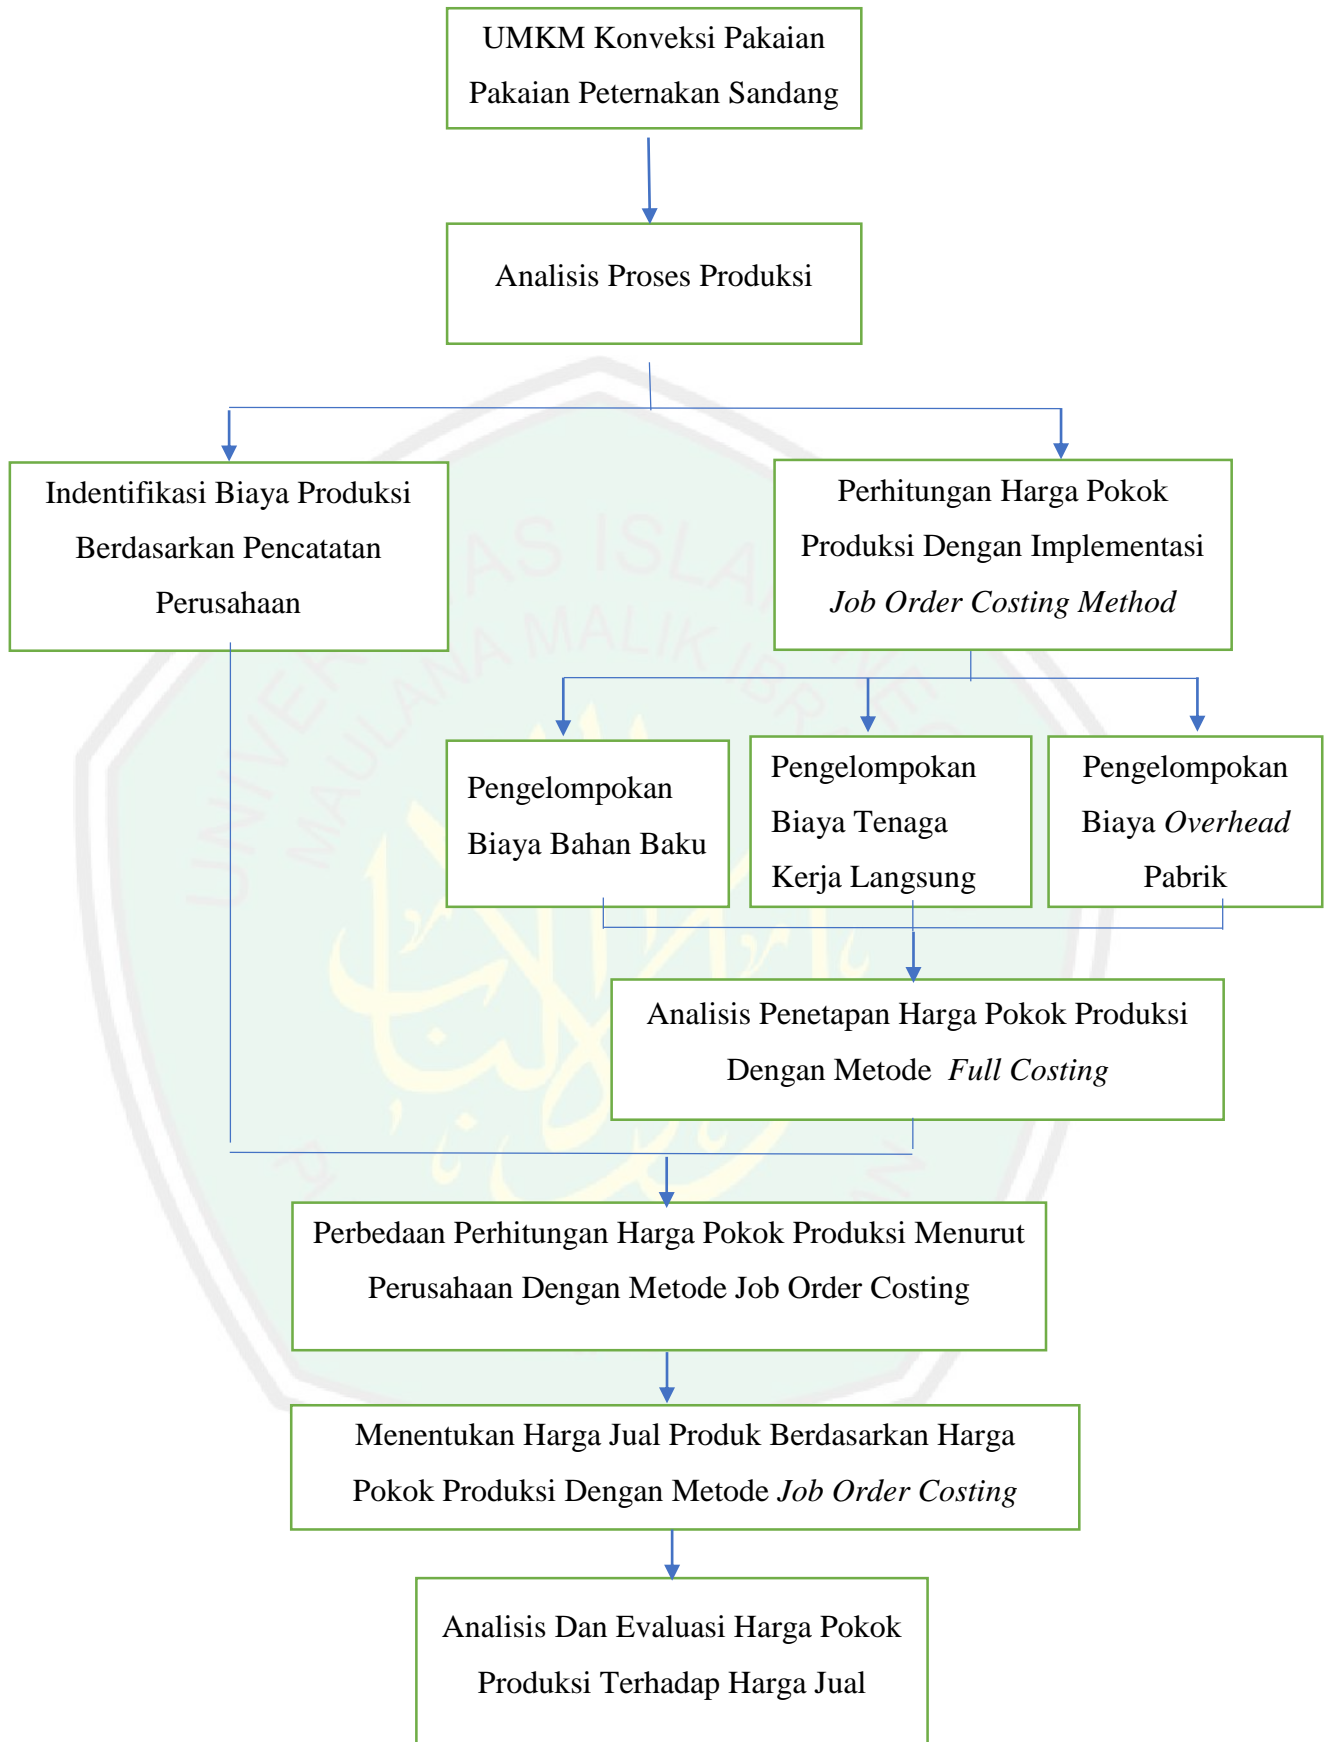 UMKM Konveksi Pakaian
Pakaian Peternakan Sandang
Analisis Proses Produksi
Indentifikasi Biaya Produksi
Berdasarkan Pencatatan
Perusahaan
Perhitungan Harga Pokok
Produksi Dengan Implementasi
Job Order Costing Method
Pengelompokan
Biaya Bahan Baku
Pengelompokan
Biaya Tenaga
Kerja Langsung
Pengelompokan
Biaya Overhead
Pabrik
Analisis Penetapan Harga Pokok Produksi
Dengan Metode Full Costing
Perbedaan Perhitungan Harga Pokok Produksi Menurut
Perusahaan Dengan Metode Job Order Costing
Menentukan Harga Jual Produk Berdasarkan Harga
Pokok Produksi Dengan Metode Job Order Costing
Analisis Dan Evaluasi Harga Pokok
Produksi Terhadap Harga Jual